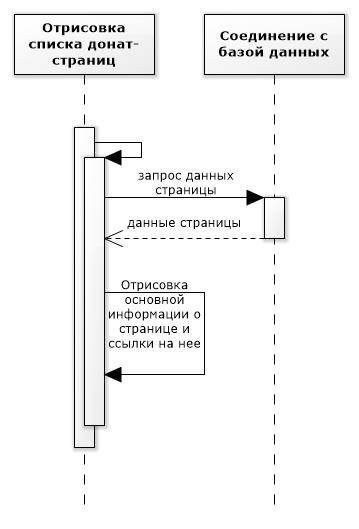 Отрисовка
списка донат-
страниц
Соединение с
базой данных
запрос данных
страницы
данные страницы
Отрисовка
основной
информации о
странице и
ссылки на нее